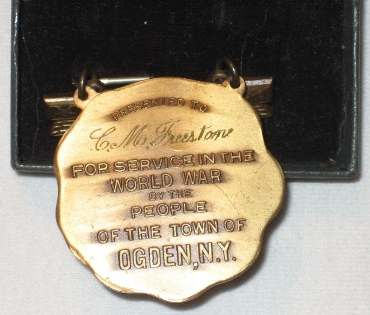 PRESENTED TO
C. M. Freestone
FOR SERVICE IN THE
WORLD WAR
BY THE
PEOPLE
OF THE TOWN OF
OGDEN, N.Y.